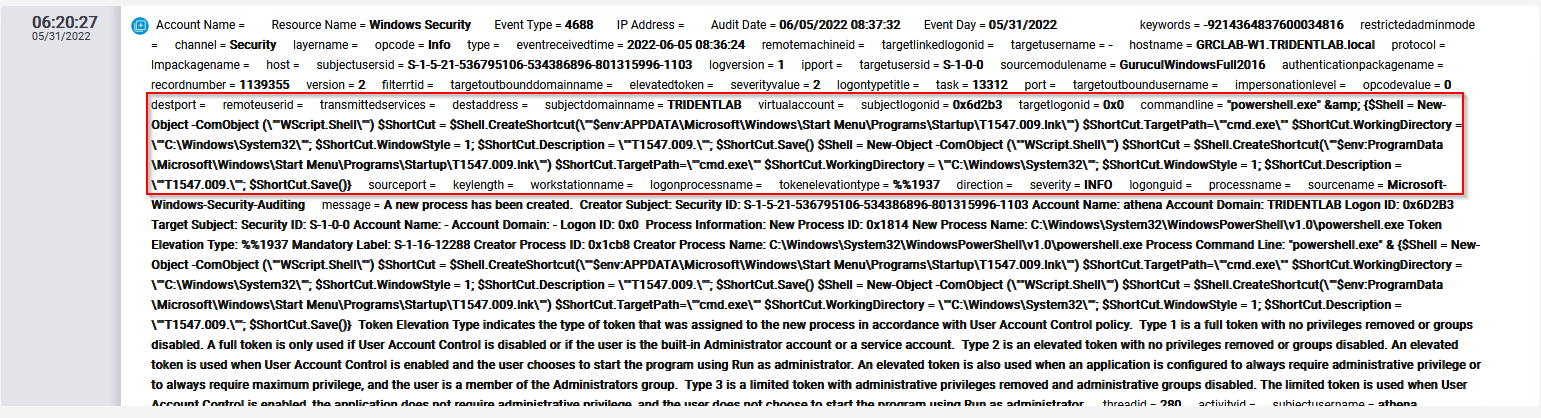 06:20:27
05/31/2022
Account Name = Resource Name = Windows Security Event Type = 4688 IP Address = Audit Date = 06/05/2022 08:37:32 Event Day = 05/31/2022 keywords = -9214364837600034816 restrictedadminmode
= channel = Security layername = opcode = Info type = eventreceivedtime = 2022-06-05 08:36:24 remotemachineid = targetlinkedlogonid = targetusername = - hostname = GRCLAB-W1.TRIDENTLAB.local protocol =
lmpackagename = host = subjectusersid = S-1-5-21-536795106-534386896-801315996-1103 logversion = 1 ipport = targetusersid = S-1-0-0 sourcemodulename = GuruculWindowsFull2016 authenticationpackagename =
recordnumber = 1139355 version = 2 filterrtid = targetoutbounddomainname = elevatedtoken = severityvalue = 2 logontypetitle = task = 13312 port = targetoutboundusername = impersonationlevel = opcodevalue = 0
destport = remoteuserid = transmittedservices = destaddress = subjectdomainname = TRIDENTLAB virtualaccount = subjectlogonid = 0x6d2b3 targetlogonid = 0x0 commandline = "powershell.exe" &amp; {$Shell = New-
Object -ComObject (\""WScript.Shell\"") $ShortCut = $Shell.CreateShortcut(\""$env:APPDATA\Microsoft\Windows\Start Menu\Programs\Startup\T1547.009.lnk\"") $ShortCut.TargetPath=\""cmd.exe\"" $ShortCut.WorkingDirectory =
\""C:\Windows\System32\""; $ShortCut.WindowStyle = 1; $ShortCut.Description = \""T1547.009.\""; $ShortCut.Save() $Shell = New-Object -ComObject (\""WScript.Shell\"") $ShortCut = $Shell.CreateShortcut(\""$env:ProgramData
\Microsoft\Windows\Start Menu\Programs\Startup\T1547.009.lnk\"") $ShortCut.TargetPath=\""cmd.exe\"" $ShortCut.WorkingDirectory = \""C:\Windows\System32\""; $ShortCut.WindowStyle = 1; $ShortCut.Description =
\""T1547.009.\""; $ShortCut.Save()} sourceport = keylength = workstationname = logonprocessname = tokenelevationtype = %%1937 direction = severity = INFO logonguid = processname = sourcename = Microsoft-
Windows-Security-Auditing message = A new process has been created. Creator Subject: Security ID: S-1-5-21-536795106-534386896-801315996-1103 Account Name: athena Account Domain: TRIDENTLAB Logon ID: 0x6D2B3
Target Subject: Security ID: S-1-0-0 Account Name: - Account Domain: - Logon ID: 0x0 Process Information: New Process ID: 0x1814 New Process Name: C:\Windows\System32\WindowsPowerShell\v1.0\powershell.exe Token
Elevation Type: %%1937 Mandatory Label: S-1-16-12288 Creator Process ID: 0x1cb8 Creator Process Name: C:\Windows\System32\WindowsPowerShell\v1.0\powershell.exe Process Command Line: "powershell.exe" & {$Shell = New-
Object -ComObject (\""WScript.Shell\"") $ShortCut = $Shell.CreateShortcut(\""$env:APPDATA\Microsoft\Windows\Start Menu\Programs\Startup\T1547.009.lnk\"") $ShortCut.TargetPath=\""cmd.exe\"" $ShortCut.WorkingDirectory =
\""C:\Windows\System32\""; $ShortCut.WindowStyle = 1; $ShortCut.Description = \""T1547.009.\""; $ShortCut.Save() $Shell = New-Object -ComObject (\""WScript.Shell\"") $ShortCut = $Shell.CreateShortcut(\""$env:ProgramData
\Microsoft\Windows\Start Menu\Programs\Startup\T1547.009.lnk\"") $ShortCut.TargetPath=\""cmd.exe\"" $ShortCut.WorkingDirectory = \""C:\Windows\System32\""; $ShortCut.WindowStyle = 1; $ShortCut.Description =
\""T1547.009.\""; $ShortCut.Save()} Token Elevation Type indicates the type of token that was assigned to the new process in accordance with User Account Control policy. Type 1 is a full token with no privileges removed or groups
disabled. A full token is only used if User Account Control is disabled or if the user is the built-in Administrator account or a service account. Type 2 is an elevated token with no privileges removed or groups disabled. An elevated
token is used when User Account Control is enabled and the user chooses to start the program using Run as administrator. An elevated token is also used when an application is configured to always require administrative privilege or
to always require maximum privilege, and the user is a member of the Administrators group. Type 3 is a limited token with administrative privileges removed and administrative groups disabled. The limited token is used when User
Account Control is enabled, the application does not require administrative privilege, and the user does not choose to start the program using Run as administrator. threadid = 280 activityid = subjectusername = athena